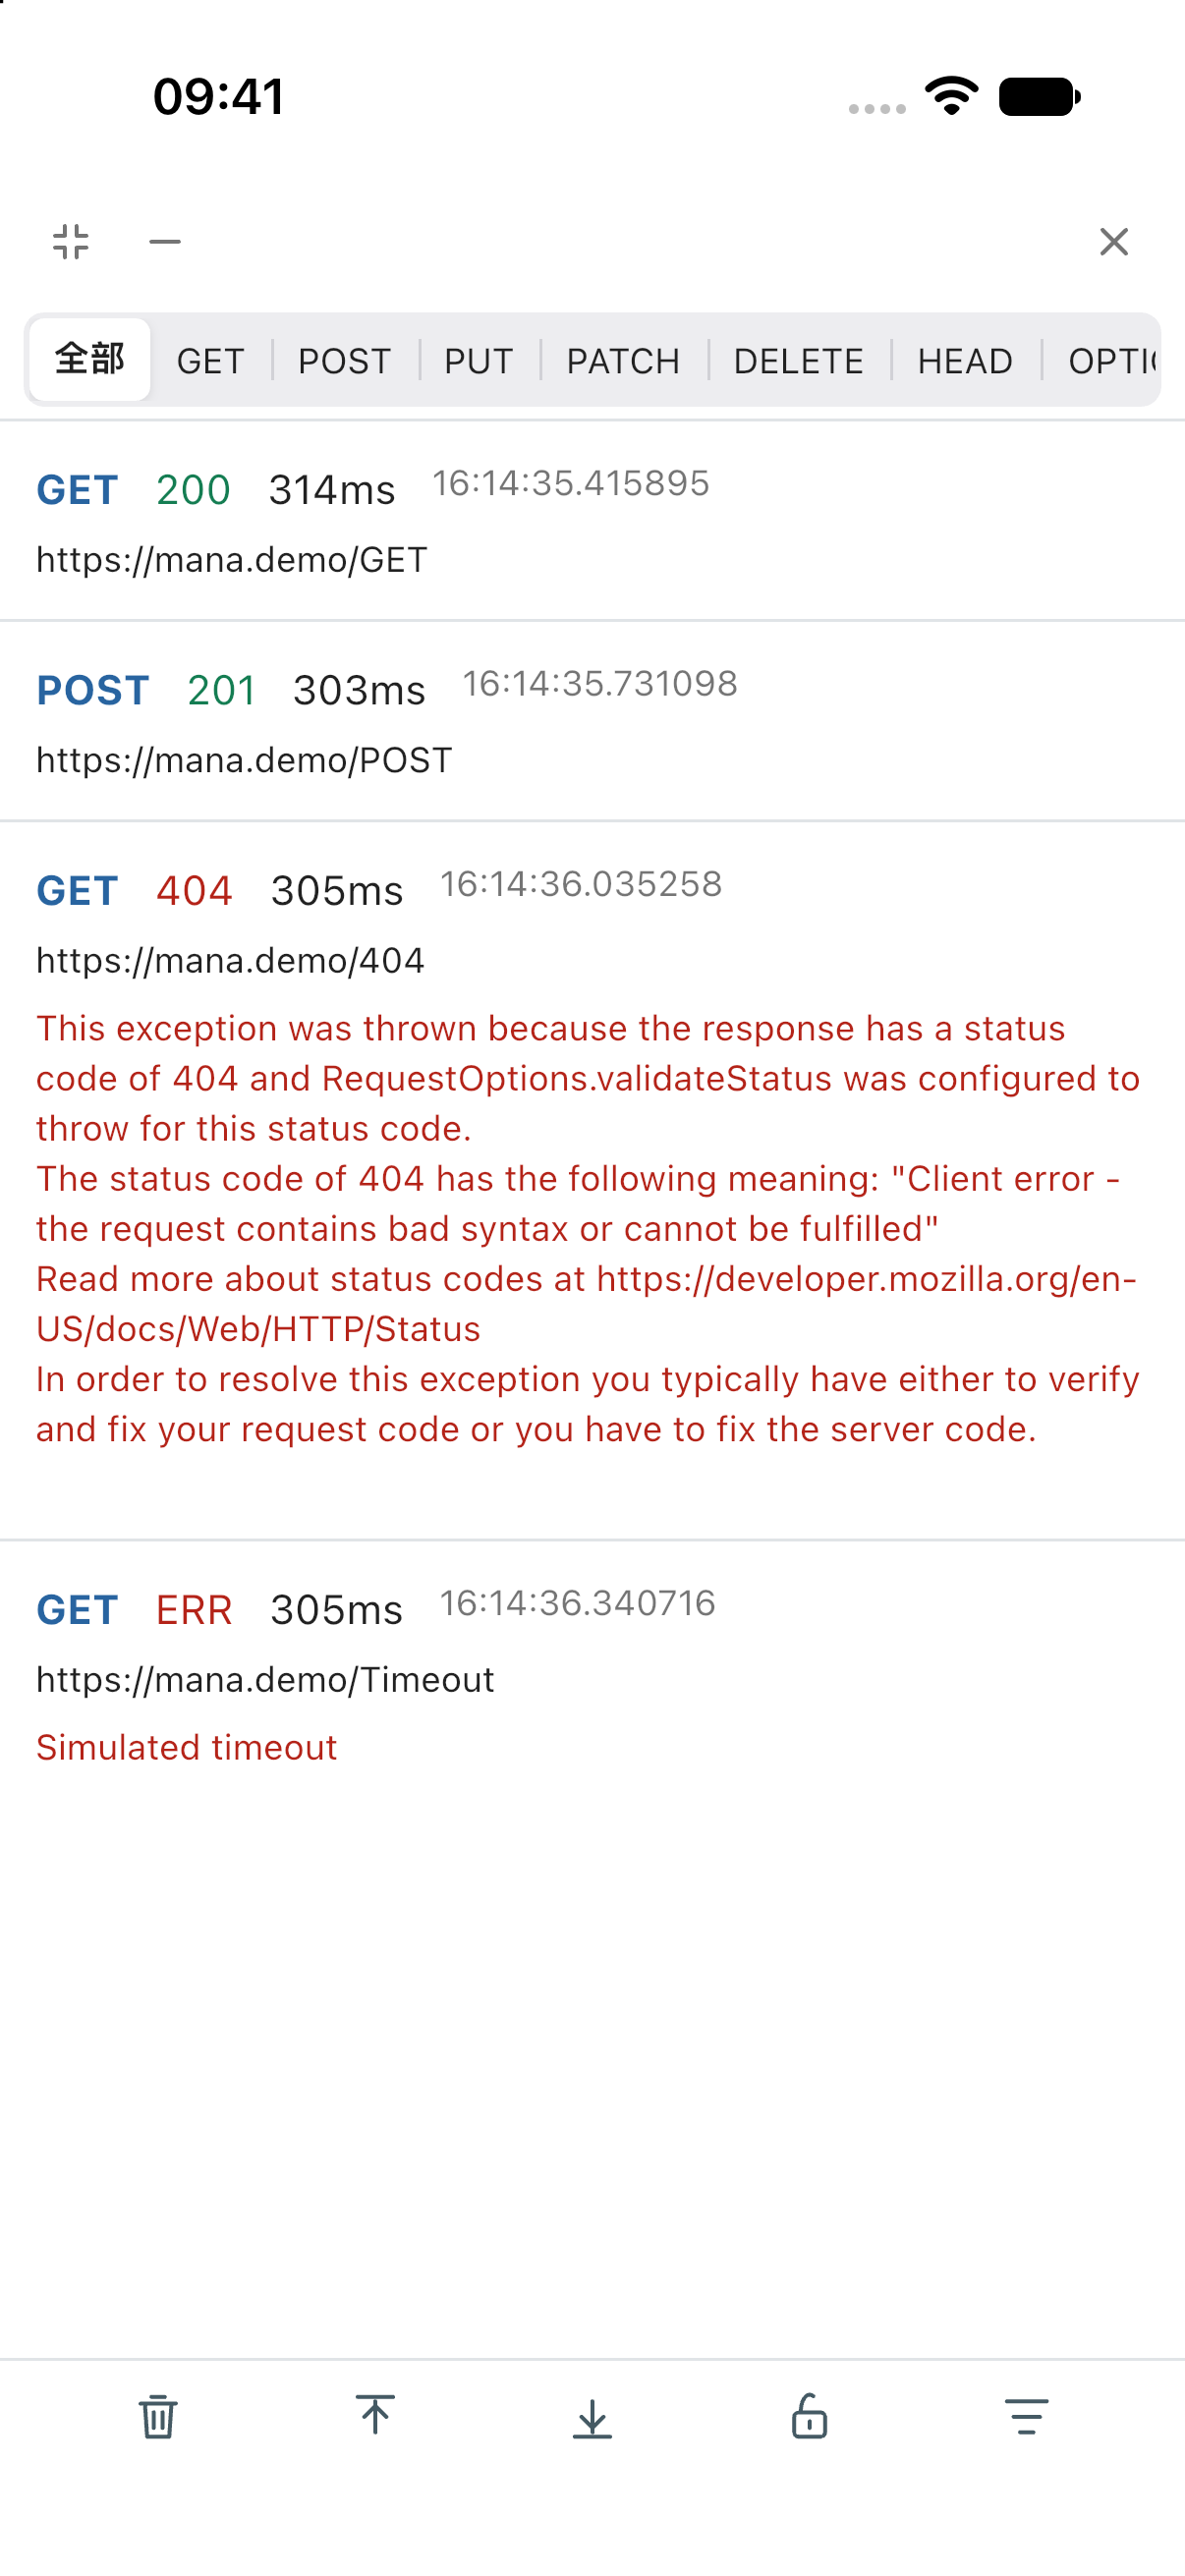 09:41
全部 GET POST PUT PATCH DELETE HEAD OPTI
GET 200 314ms 16:14:35.415895
https://mana.demo/GET
POST 201 303ms 16:14:35.731098
https://mana.demo/POST
GET 404 305ms 16:14:36.035258
https://mana.demo/404
This exception was thrown because the response has a status
code of 404 and RequestOptions.validateStatus was configured to
throw for this status code.
The status code of 404 has the following meaning: "Client error -
the request contains bad syntax or cannot be fulfilled"
Read more about status codes at https://developer.mozilla.org/en-
US/docs/Web/HTTP/Status
In order to resolve this exception you typically have either to verify
and fix your request code or you have to fix the server code.
GET ERR 305ms 16:14:36.340716
https://mana.demo/Timeout
Simulated timeout